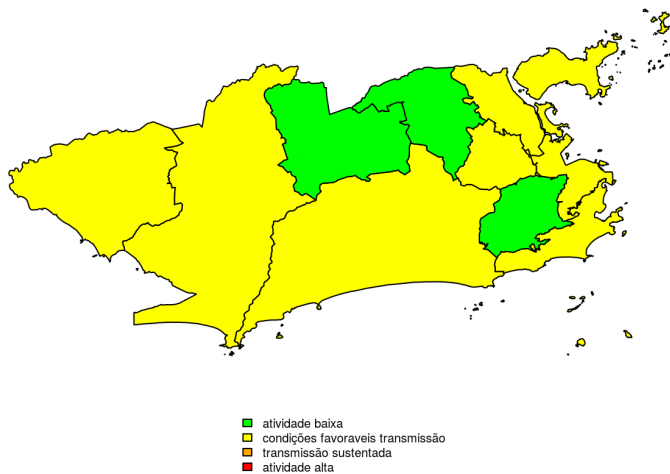 atividade baixa
condições favoraveis transmissão
transmissão sustentada
atividade alta